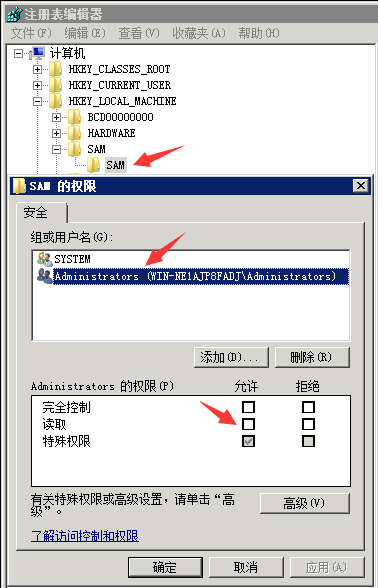 注册表编辑器
文件(F) 编辑(E) 查看(V) 收藏夹(A) 帮助(H)
计算机
HKEY_CLASSES_ROOT
HKEY_CURRENT_USER
HKEY_LOCAL_MACHINE
BCD00000000
HARDWARE
SAM
SAM
SAM 的权限
安全
组或用户名(G):
SYSTEM
Administrators (WIN-NE1AJP8FADJ\Administrators)
添加(D)... 删除(R)
Administrators 的权限(P) 允许 拒绝
完全控制
读取
特殊权限
有关特殊权限或高级设置，请单击“高级”。 高级(V)
了解访问控制和权限
确定 取消 应用(A)